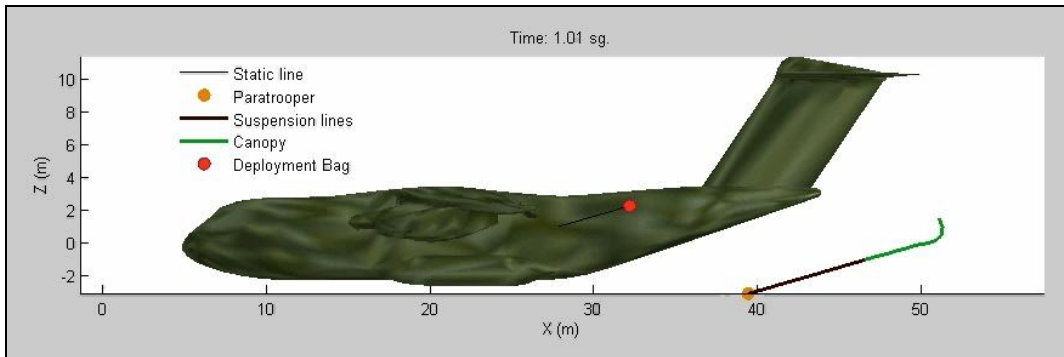 Time: 1.01 sg.
Static line
Paratrooper
Suspension lines
Canopy
Deployment Bag
Z (m)
10
8
6
4
2
0
-2
0 10 20 30 40 50
X (m)